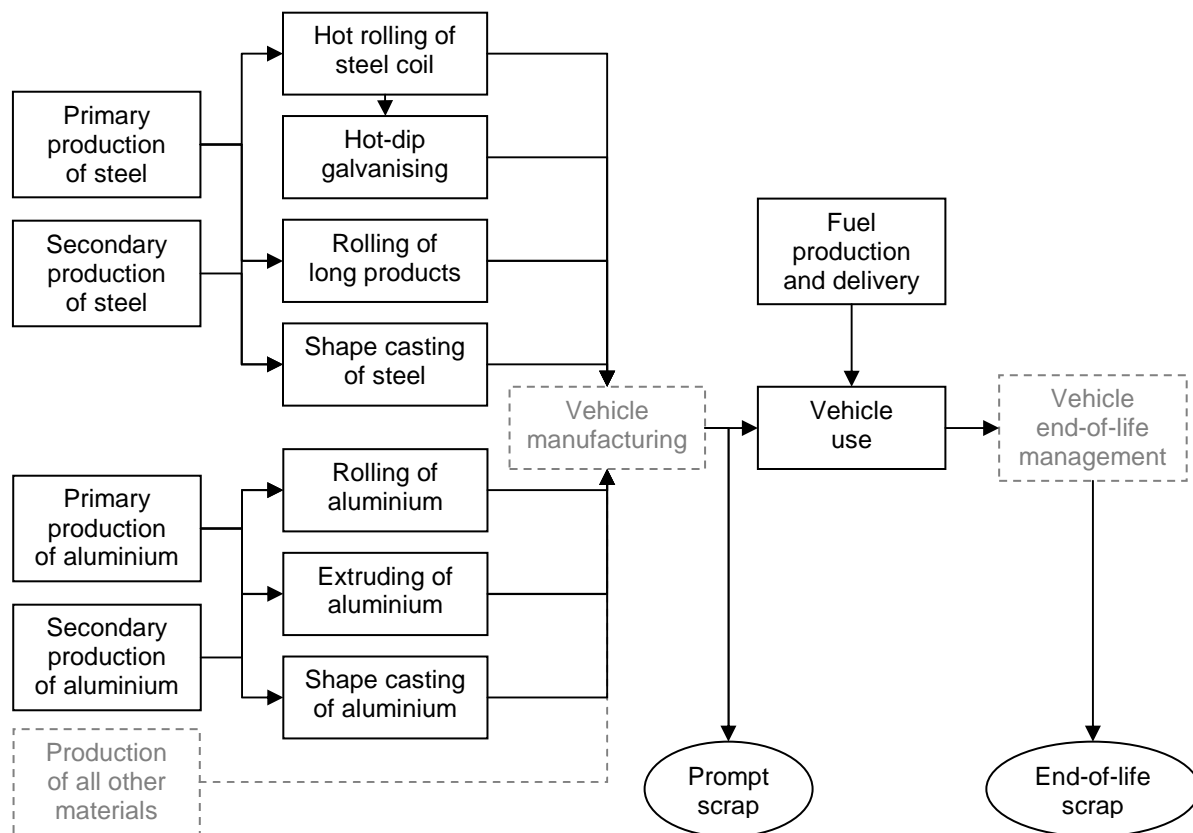 Hot rolling of
steel coil
Primary
production
of steel
Hot-dip
galvanising
Secondary
production
of steel
Rolling of
long products
Fuel
production
and delivery
Shape casting
of steel
Vehicle
manufacturing
Vehicle
use
Vehicle
end-of-life
management
Primary
production
of aluminium
Rolling of
aluminium
Extruding of
aluminium
Secondary
production
of aluminium
Shape casting
of aluminium
Production
of all other
materials
Prompt
scrap
End-of-life
scrap